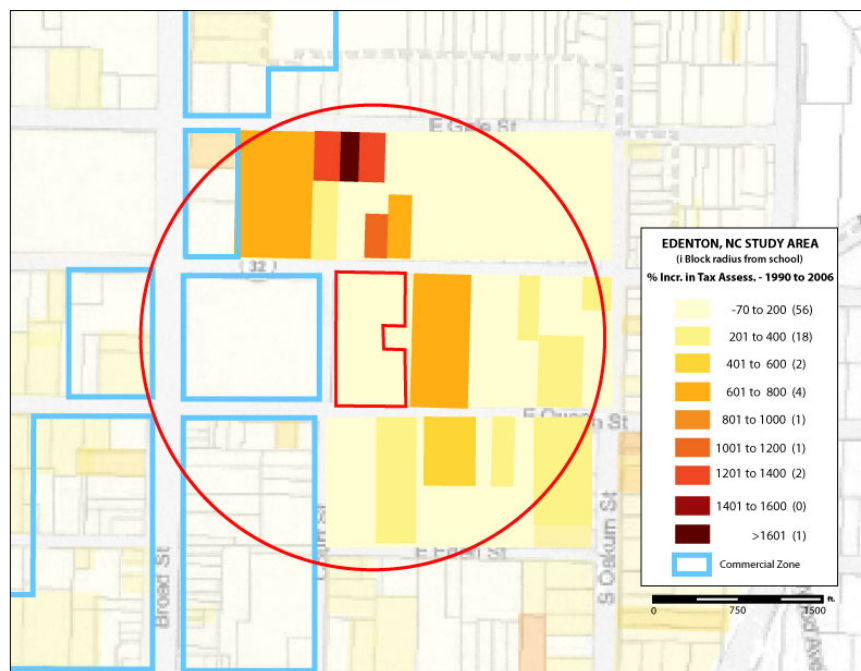 E Gale St
32
EDENTON, NC STUDY AREA
(i Block radius from school)
% Incr. in Tax Assess. - 1990 to 2006
-70 to 200 (56)
201 to 400 (18)
401 to 600 (2)
601 to 800 (4)
801 to 1000 (1)
1001 to 1200 (1)
1201 to 1400 (2)
1401 to 1600 (0)
>1601 (1)
Commercial Zone
E Queen St
E Eden St
Broad St
S Oakum St
0 750 1500 ft.